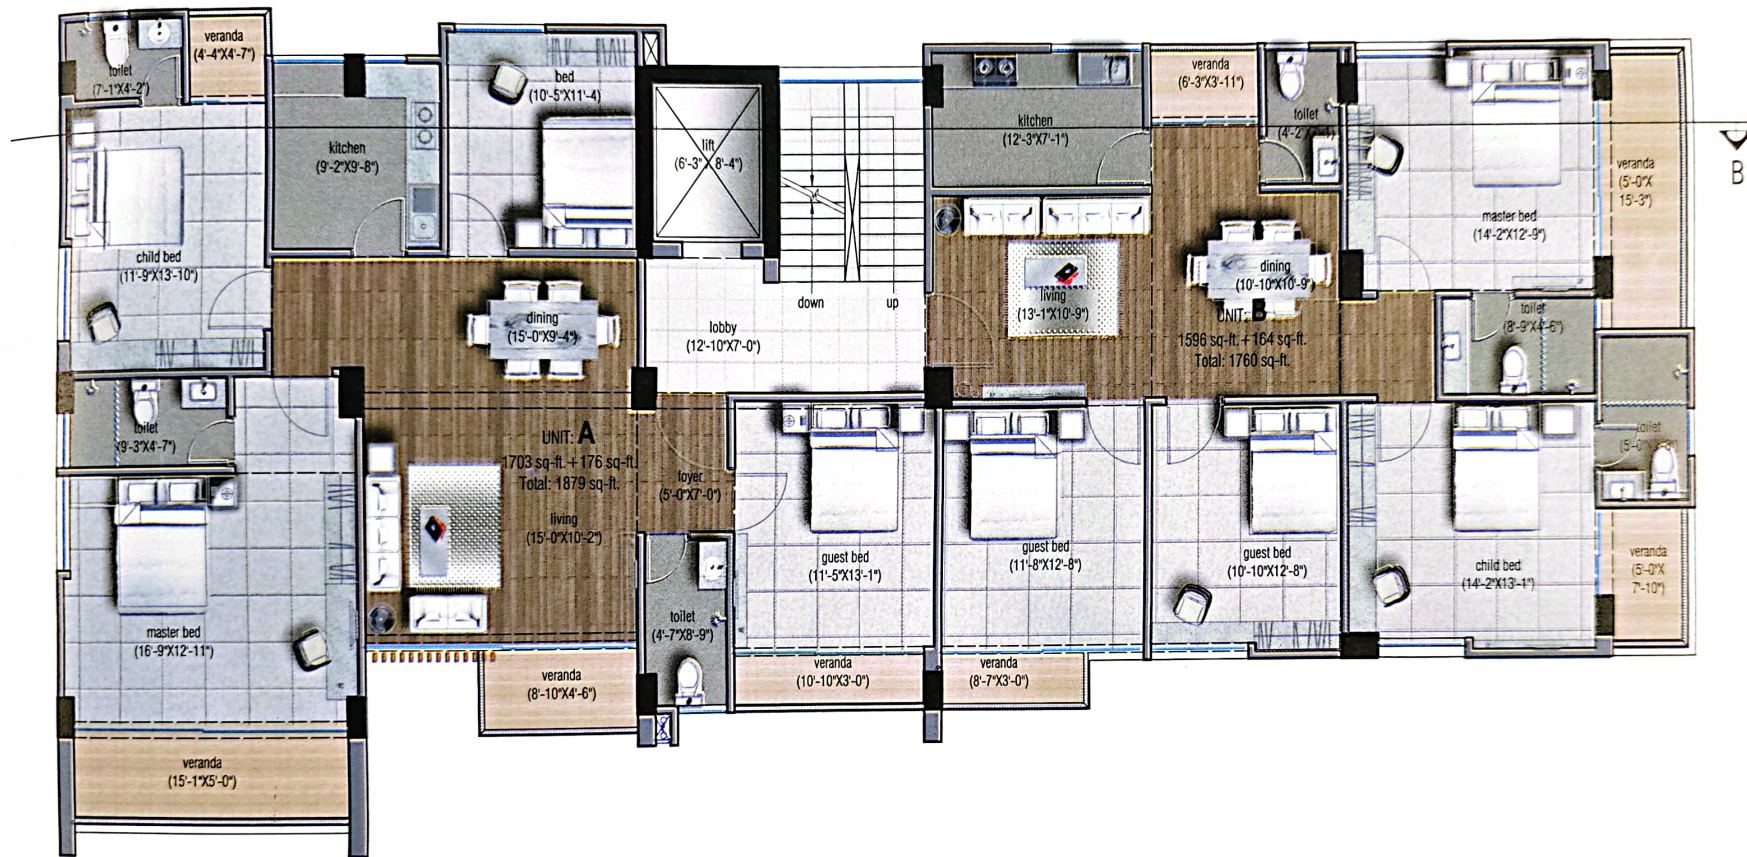 toilet
(7'-1"X4'-2")
veranda
(4'-4"X4'-7")
kitchen
(9'-2"X9'-8")
bed
(10'-5"X11'-4)
lift
(6'-3" X 8'-4")
down
up
lobby
(12'-10"X7'-0")
child bed
(11'-9"X13'-10)
dining
(15'-0"X9'-4")
toilet
(9'-3"X4'-7")
UNIT: A
1703 sq-ft. + 176 sq-ft.
Total: 1879 sq-ft.
living
(15'-0"X10'-2")
foyer
(5'-0"X7'-0")
master bed
(16'-9"X12'-11")
veranda
(15'-1"X5'-0")
veranda
(8'-10"X4'-6")
toilet
(4'-7"X8'-9")
guest bed
(11'-5"X13'-1")
veranda
(10'-10"X3'-0")
kitchen
(12'-3"X7'-1")
veranda
(6'-3"X3'-11")
toilet
(4'-2"
master bed
(14'-2"X12'-9")
veranda
(5'-0"X
15'-3")
B
living
(13'-1"X10'-9")
dining
(10'-10"X10'-9"
UNIT: B
1596 sq-ft. + 164 sq-ft.
Total: 1760 sq-ft.
toilet
(8'-9"X4'-6")
toilet
guest bed
(11'-8"X12'-8")
veranda
(8'-7"X3'-0")
guest bed
(10'-10"X12'-8")
child bed
(14'-2"X13'-1")
veranda
(5'-0"X
7'-10")